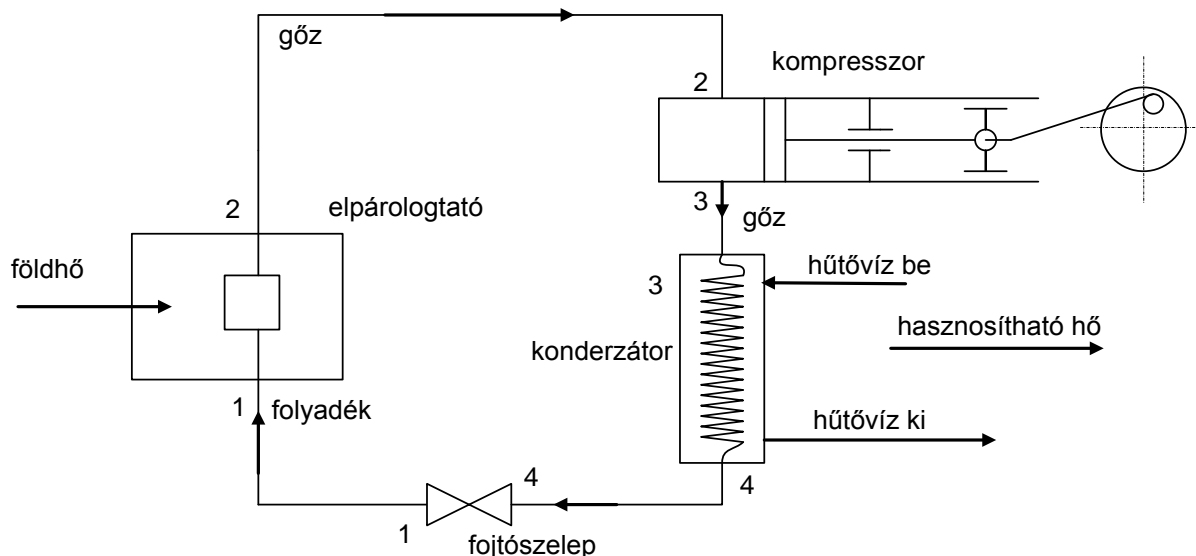 gőz
kompresszor
2
2
elpárologtató
3
gőz
földhő
hűtővíz be
3
hasznosítható hő
konderzátor
1
folyadék
hűtővíz ki
4
4
1
fojtószelep